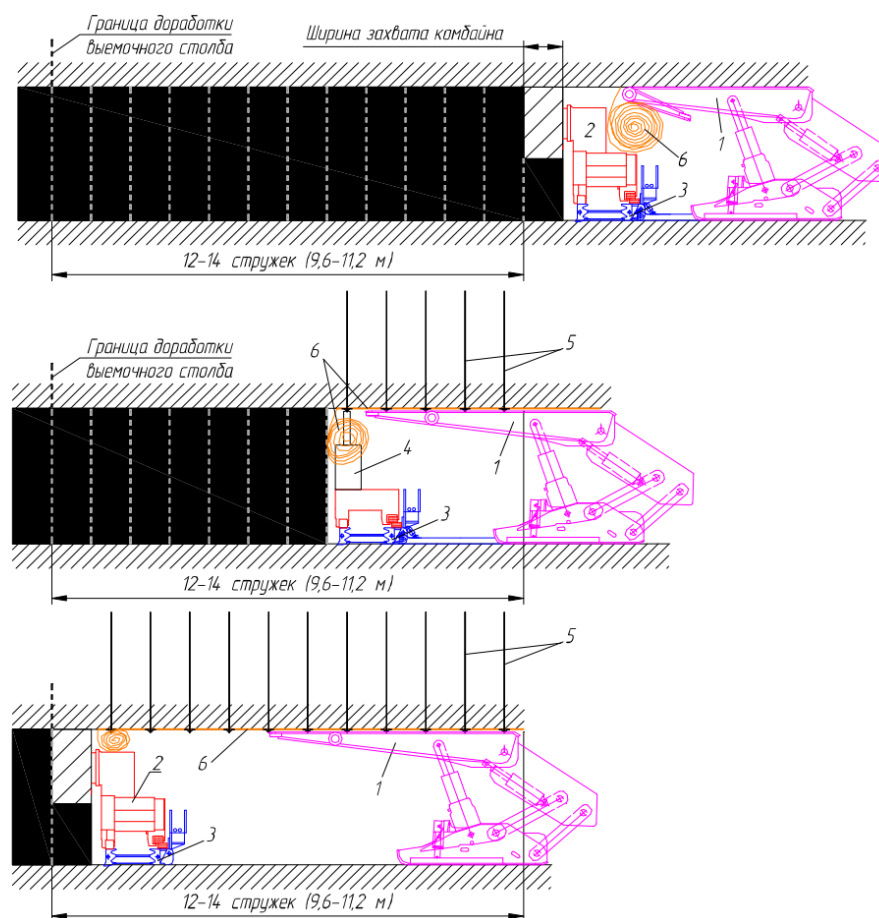 Граница доработки
выемочного столба
Ширина захвата комбайна
2
1
6
3
12–14 стружек (9,6–11,2 м)
Граница доработки
выемочного столба
6
5
4
1
3
12–14 стружек (9,6–11,2 м)
5
6
1
2
3
12–14 стружек (9,6–11,2 м)